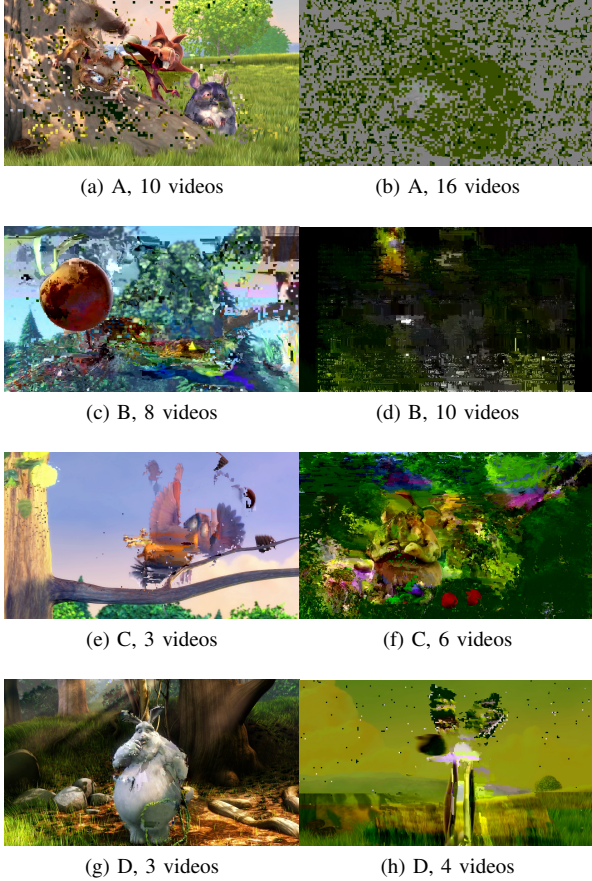 (a) A, 10 videos
(b) A, 16 videos
(c) B, 8 videos
(d) B, 10 videos
(e) C, 3 videos
(f) C, 6 videos
(g) D, 3 videos
(h) D, 4 videos